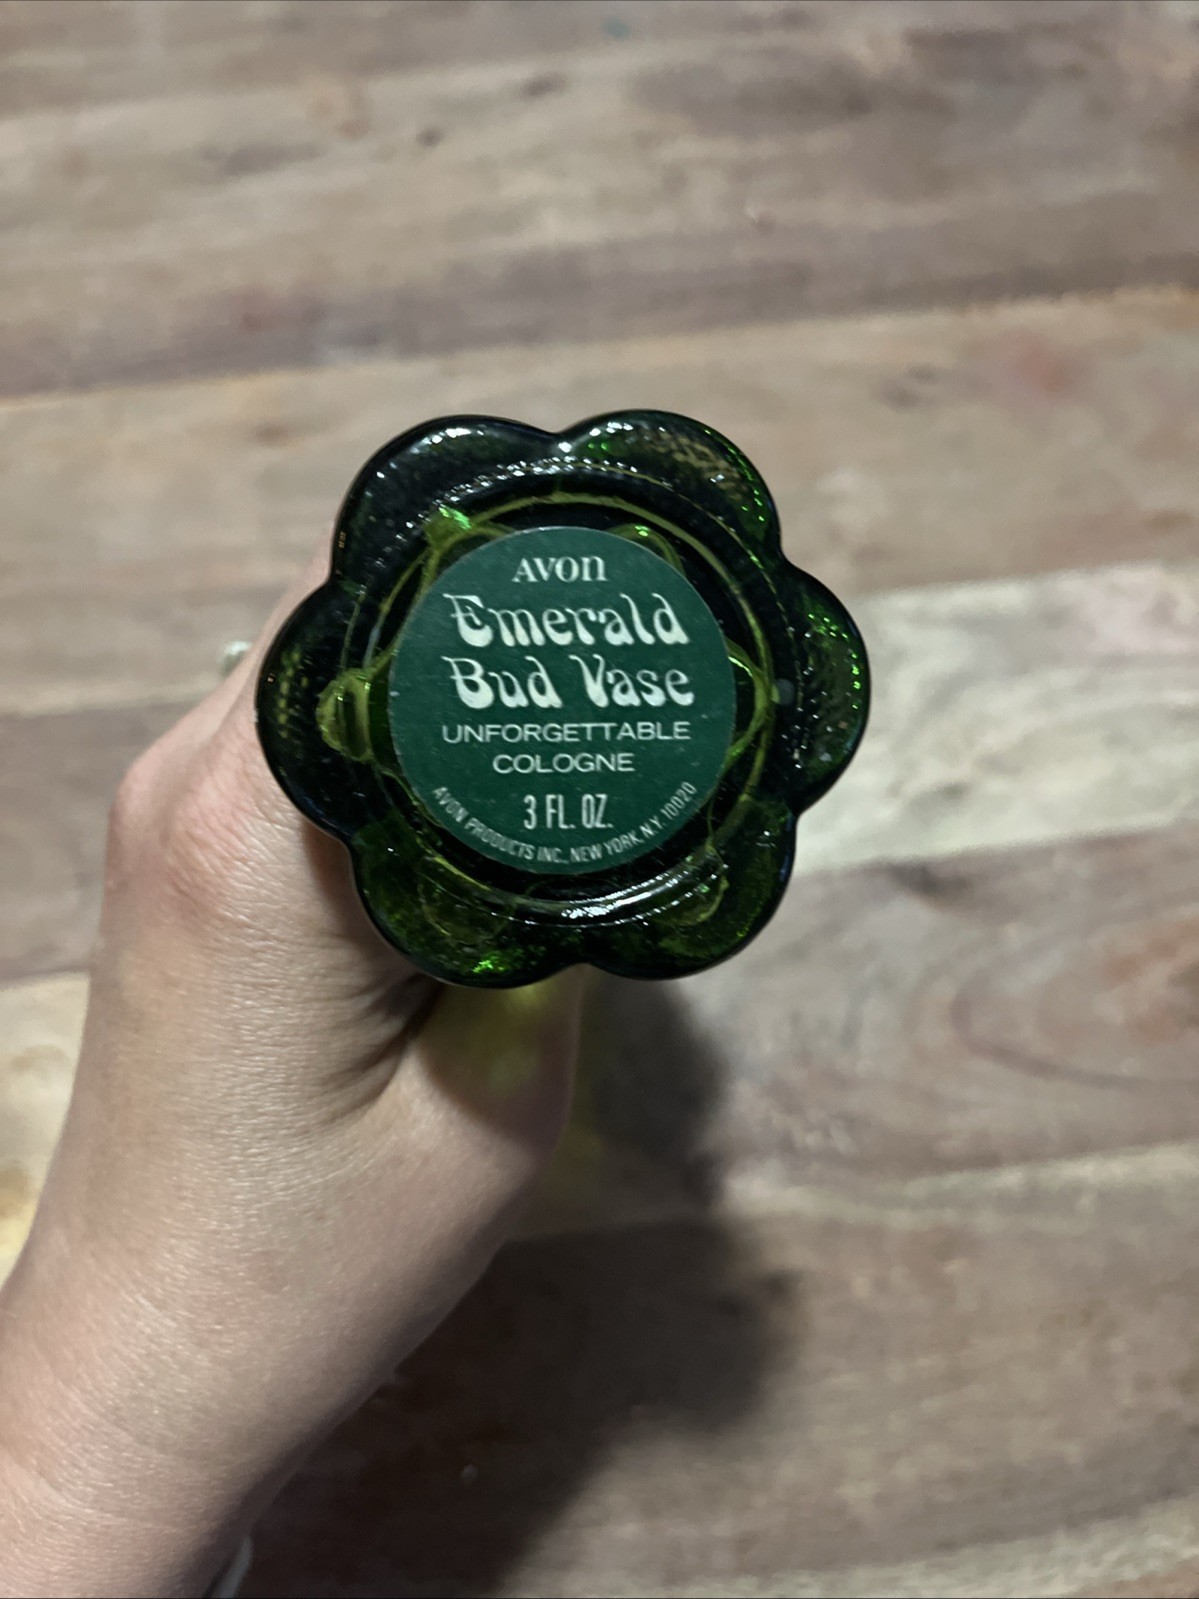 AVON
Emerald
Bud Vase
UNFORGETTABLE
COLOGNE
3 FL. OZ.
AVON PRODUCTS INC., NEW YORK, N.Y. 10020